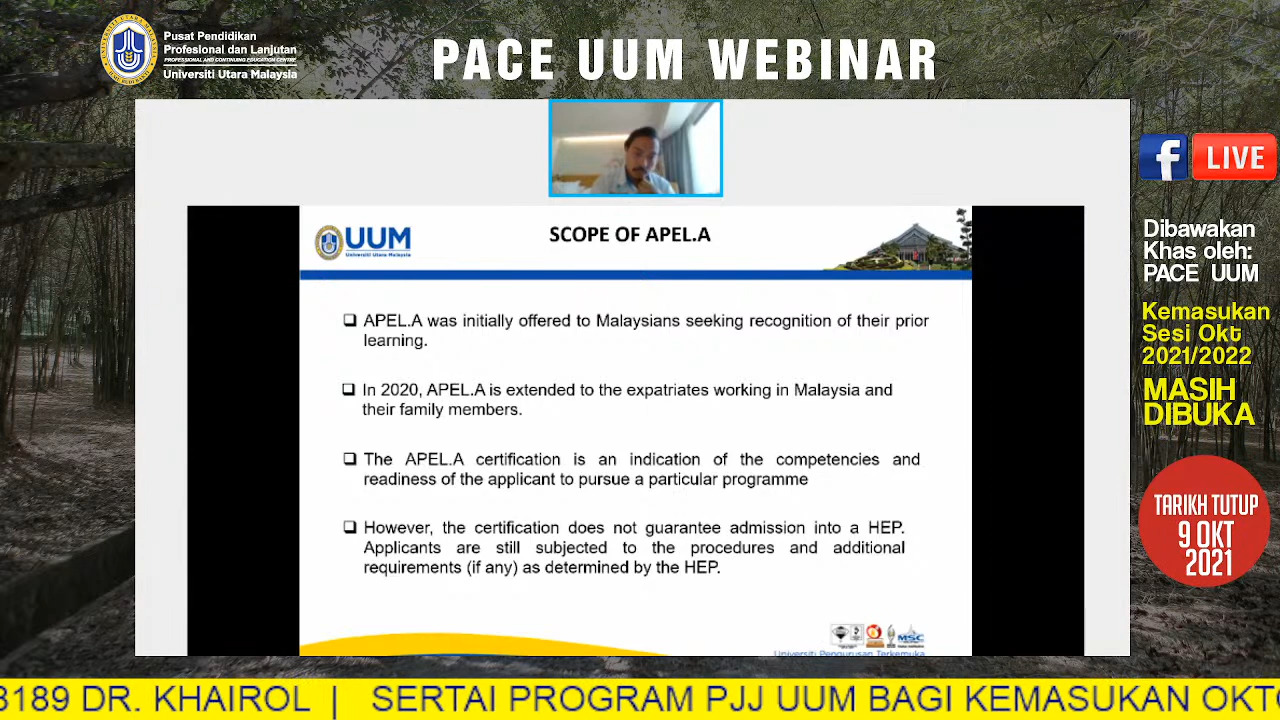 Pusat Pendidikan
Profesional dan Lanjutan
PROFESSIONAL AND CONTINUING EDUCATION CENTRE
Universiti Utara Malaysia
PACE UUM WEBINAR
f LIVE
UUM
Universiti Utara Malaysia
SCOPE OF APEL.A
❑ APEL.A was initially offered to Malaysians seeking recognition of their prior
learning.
❑ In 2020, APEL.A is extended to the expatriates working in Malaysia and
their family members.
❑ The APEL.A certification is an indication of the competencies and
readiness of the applicant to pursue a particular programme
❑ However, the certification does not guarantee admission into a HEP.
Applicants are still subjected to the procedures and additional
requirements (if any) as determined by the HEP.
MSC
Universiti Pengurusan Terkemuka
Dibawakan
Khas oleh:
PACE UUM
Kemasukan
Sesi Okt
2021/2022
MASIH
DIBUKA
TARIKH TUTUP
9 OKT
2021
8189 DR. KHAIROL | SERTAI PROGRAM PJJ UUM BAGI KEMASUKAN OKT